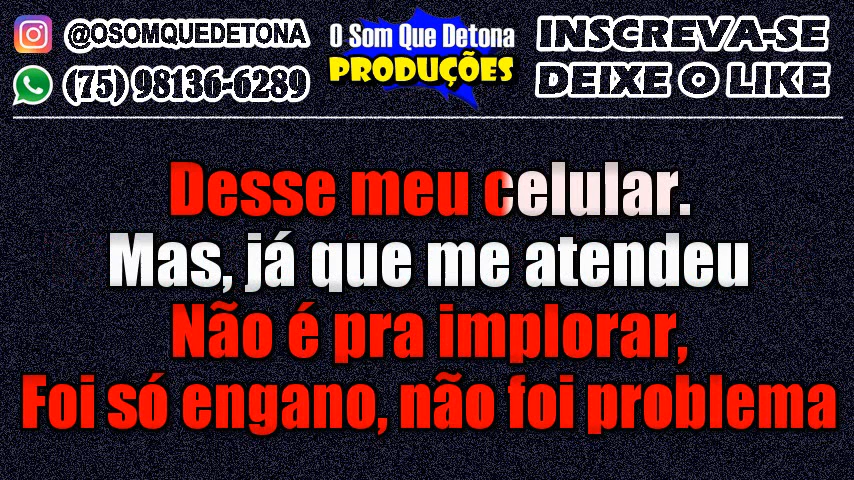 @OSOMQUEDETONA
(75) 98136-6289
O Som Que Detona
PRODUÇÕES
INSCREVA-SE
DEIXE O LIKE
Desse meu celular.
Mas, já que me atendeu
Não é pra implorar,
Foi só engano, não foi problema